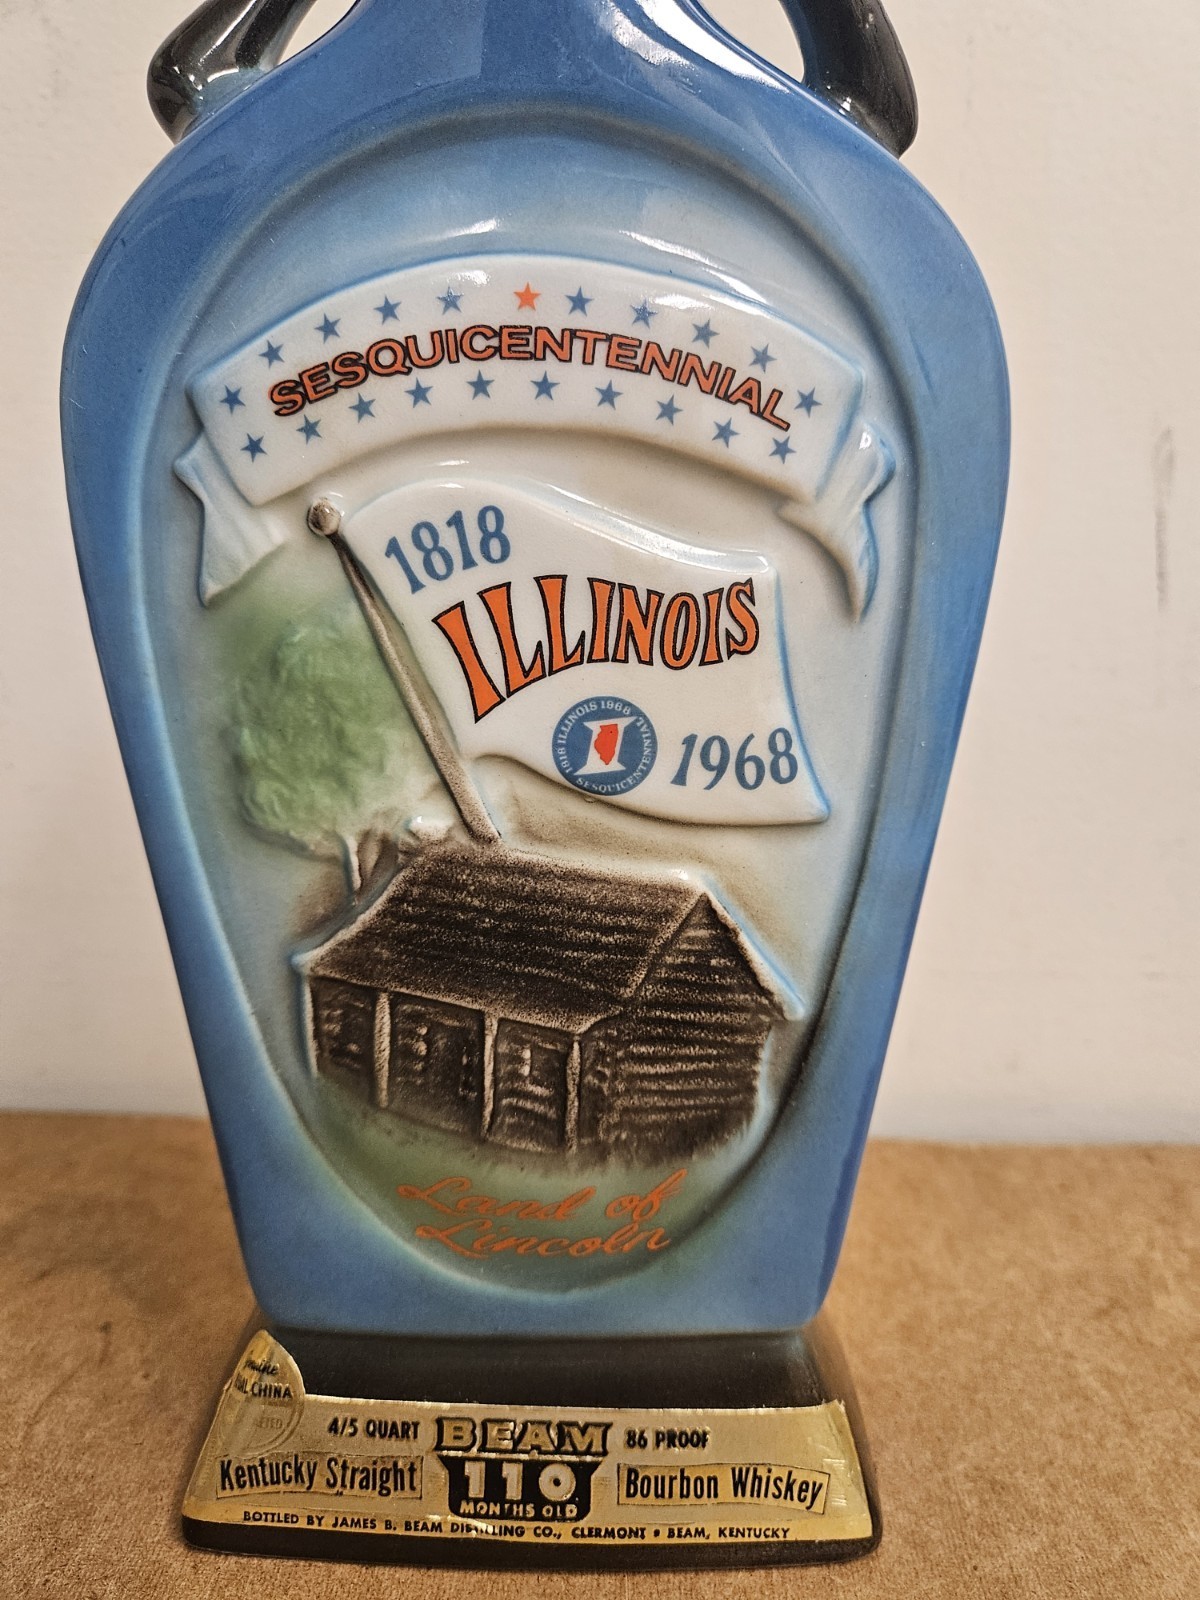 SESQUICENTENNIAL
1818
ILLINOIS
1818 ILLINOIS 1968
SESQUICENTENNIAL
1968
Land of
Lincoln
CHINA
4/5 QUART BEAM 86 PROOF
Kentucky Straight 110 Bourbon Whiskey
MONTHS OLD
BOTTLED BY JAMES B. BEAM DISTILLING CO., CLERMONT • BEAM, KENTUCKY